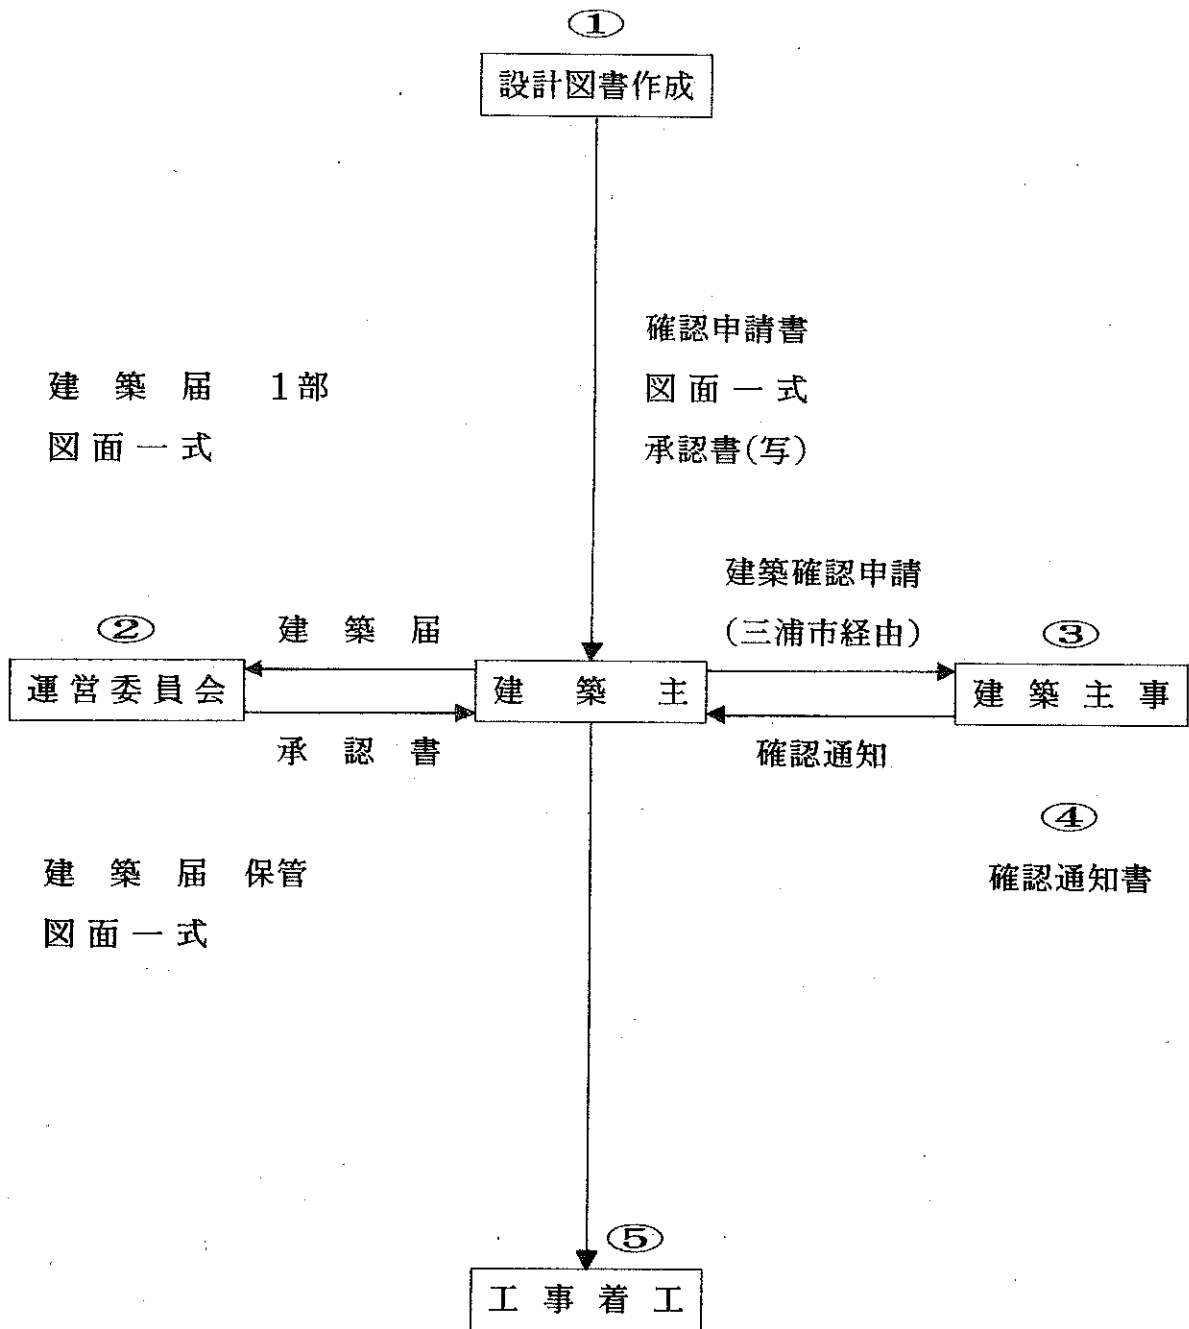 ①
設計図書作成
確認申請書
図面一式
承認書(写)
建築届 1部
図面一式
建築確認申請
(三浦市経由)
②
建築届
③
運営委員会
建築主
建築主事
承認書
確認通知
④
確認通知書
建築届 保管
図面一式
⑤
工事着工